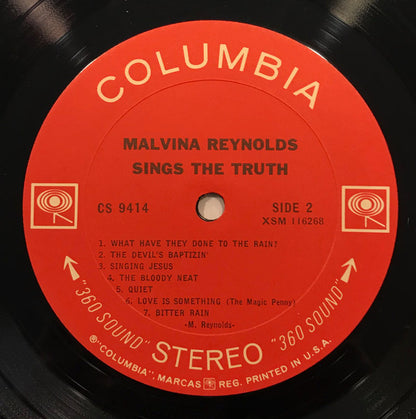 COLUMBIA
MALVINA REYNOLDS
SINGS THE TRUTH
CS 9414
SIDE 2
XSM 116268
1. WHAT HAVE THEY DONE TO THE RAIN?
2. THE DEVIL'S BAPTIZIN'
3. SINGING JESUS
4. THE BLOODY NEAT
5. QUIET
6. LOVE IS SOMETHING (The Magic Penny)
7. BITTER RAIN
-M. Reynolds-
"360 SOUND" STEREO "360 SOUND"
® "COLUMBIA", MARCAS REG. PRINTED IN U.S.A.